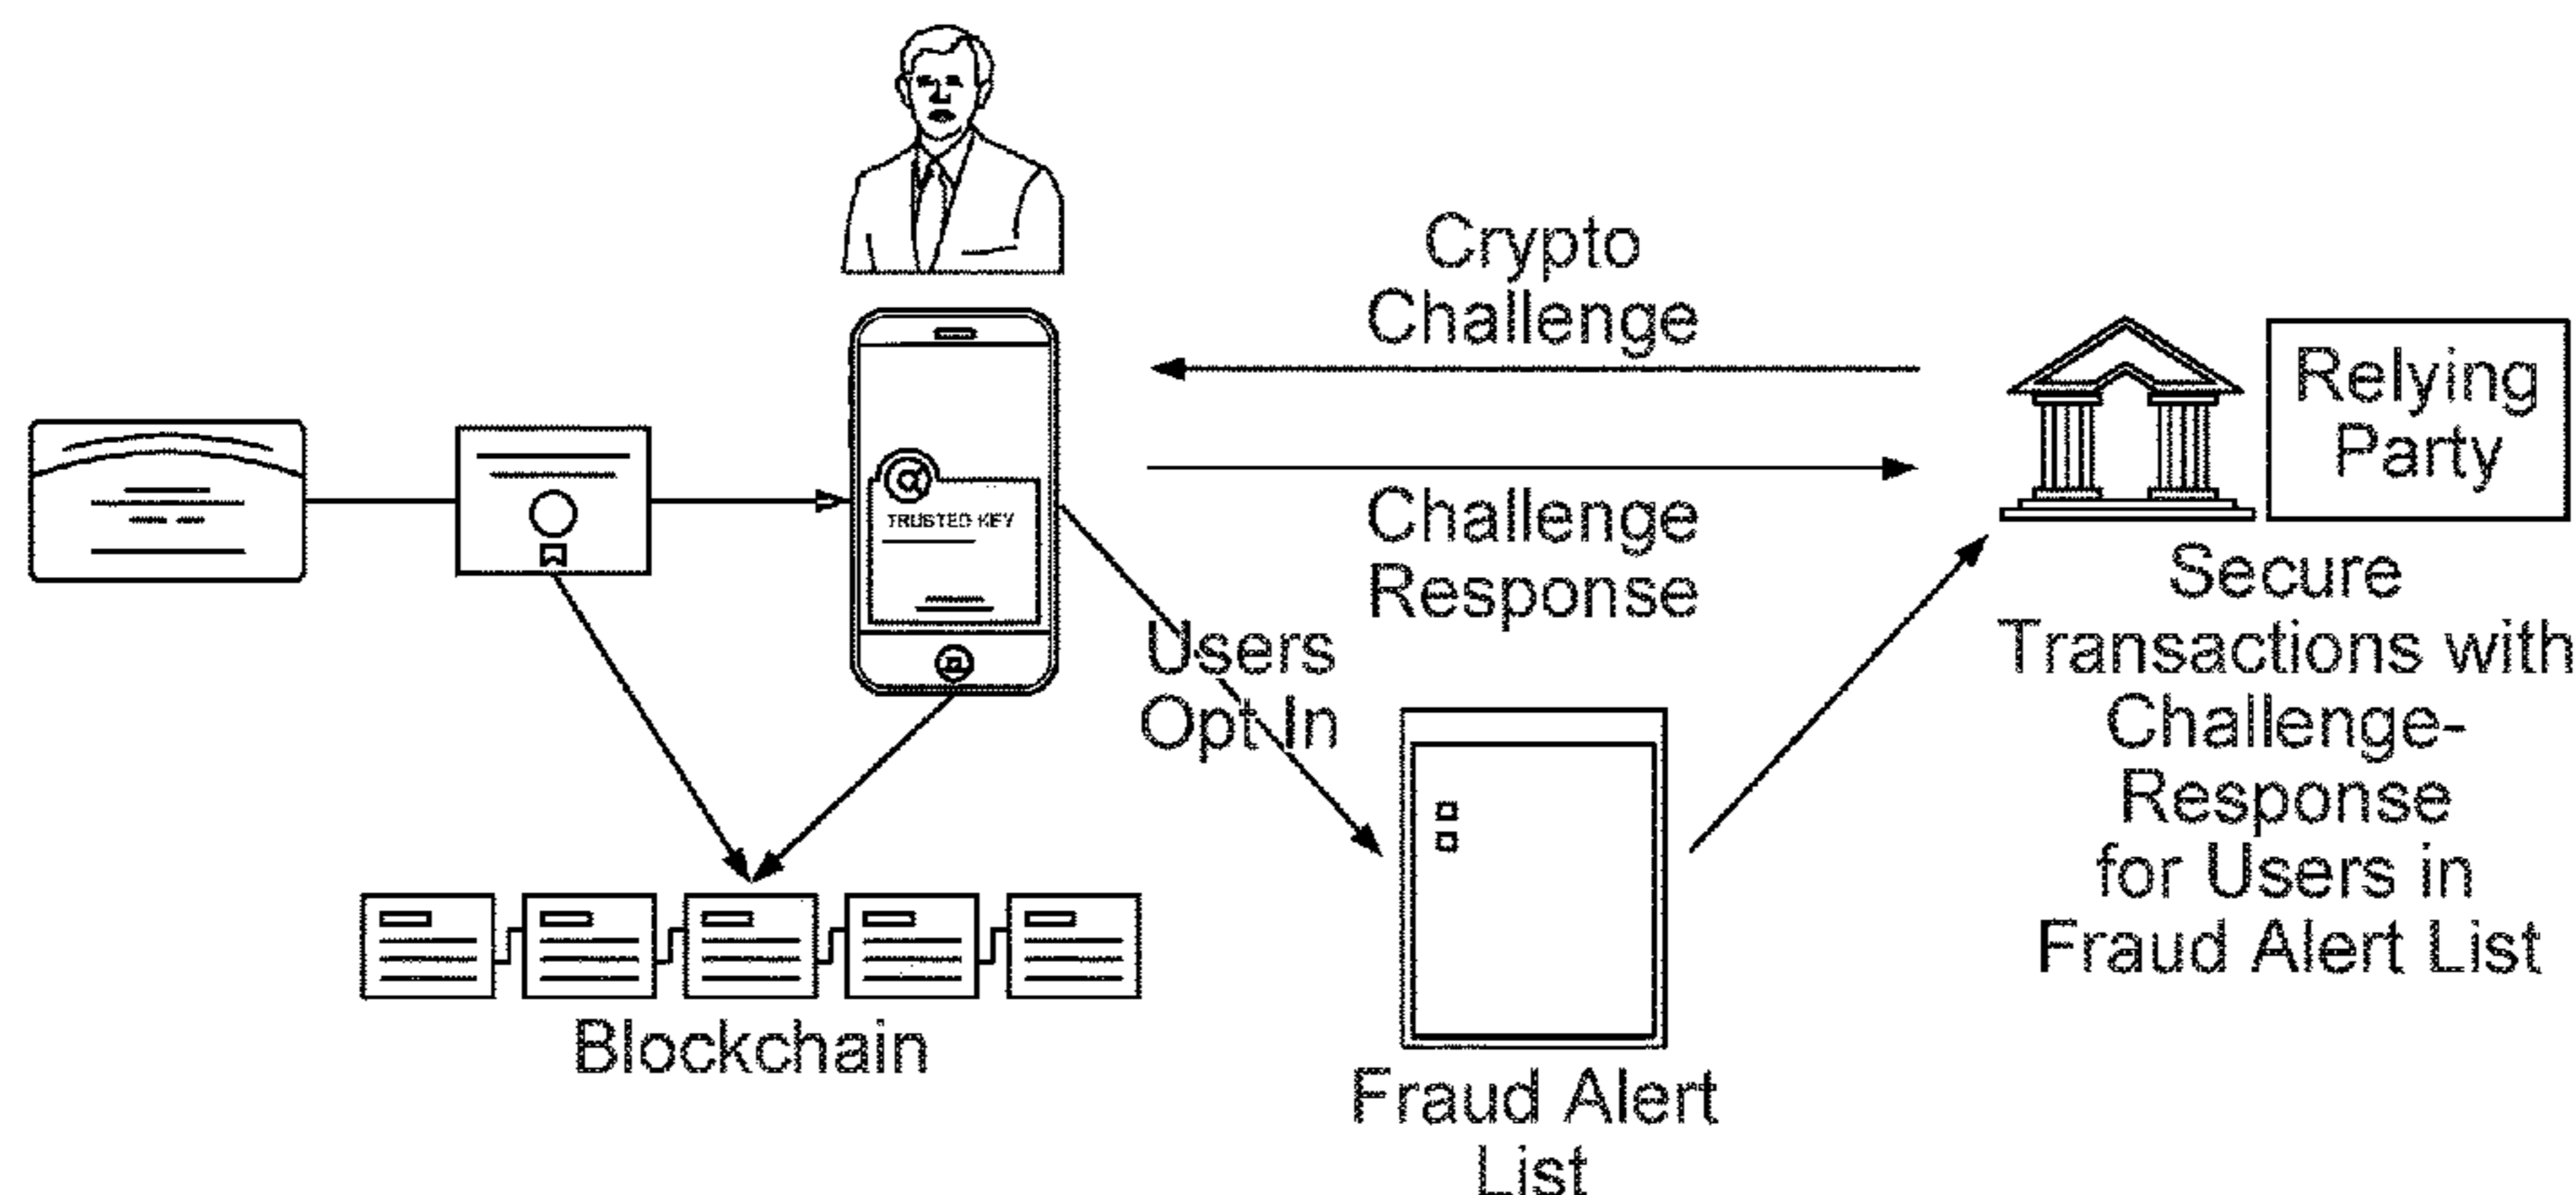 Crypto
Challenge
Relying
Party
TRUSTED KEY
Challenge
Response
Users
Opt In
Secure
Transactions with
Challenge-
Response
for Users in
Fraud Alert List
Blockchain
Fraud Alert
List